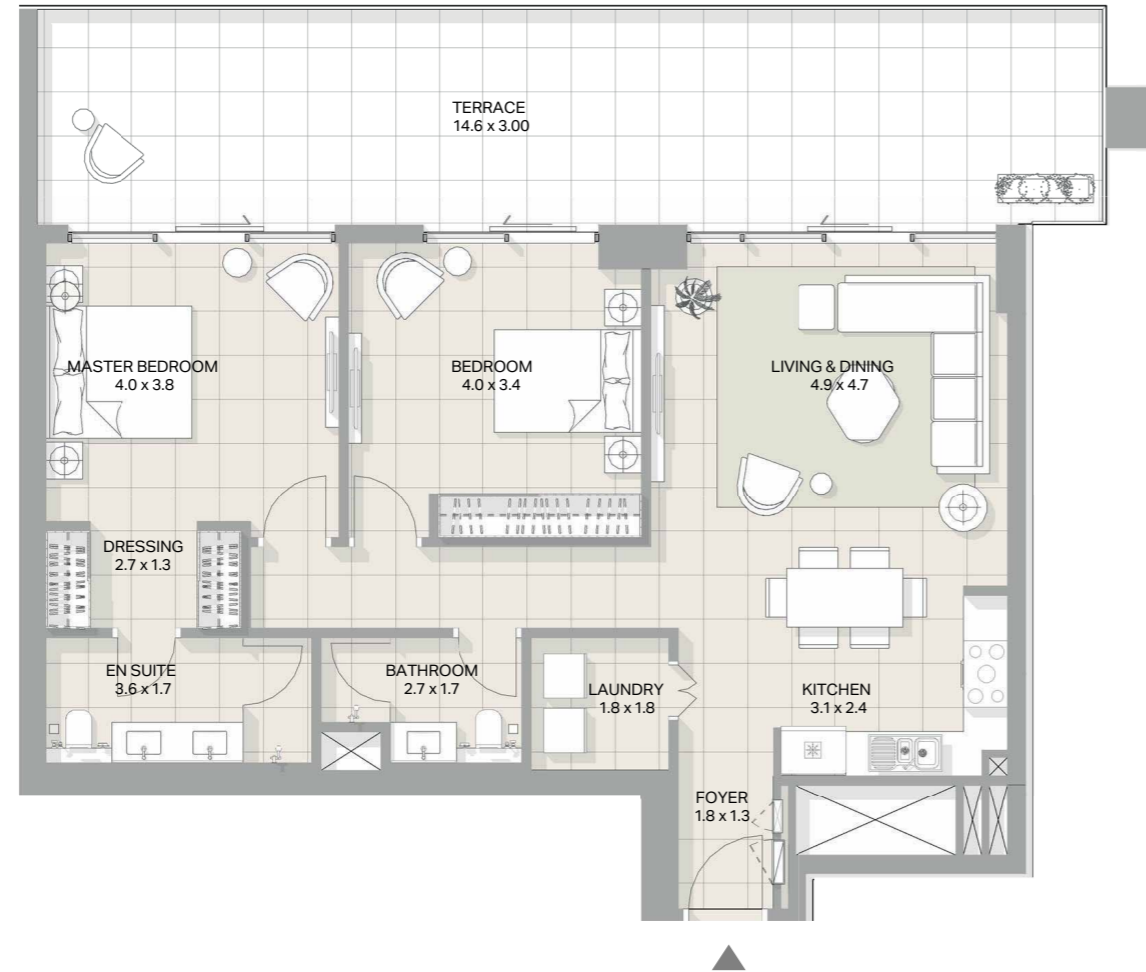 TERRACE
14.6 x 3.00
MASTER BEDROOM
4.0 x 3.8
BEDROOM
4.0 x 3.4
LIVING & DINING
4.9 x 4.7
DRESSING
2.7 x 1.3
EN SUITE
3.6 x 1.7
BATHROOM
2.7 x 1.7
LAUNDRY
1.8 x 1.8
KITCHEN
3.1 x 2.4
FOYER
1.8 x 1.3